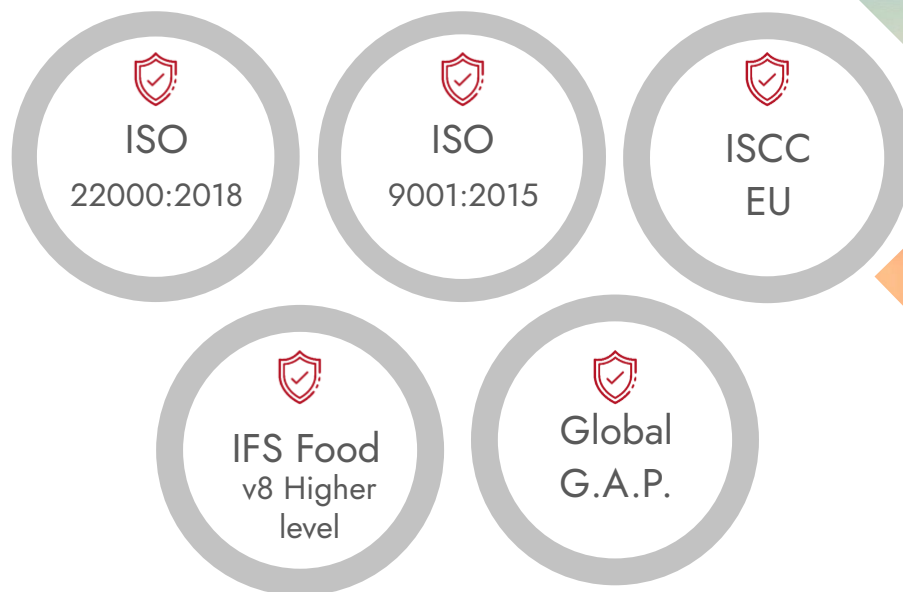 ISO
22000:2018
ISO
9001:2015
ISCC
EU
IFS Food
v8 Higher
level
Global
G.A.P.